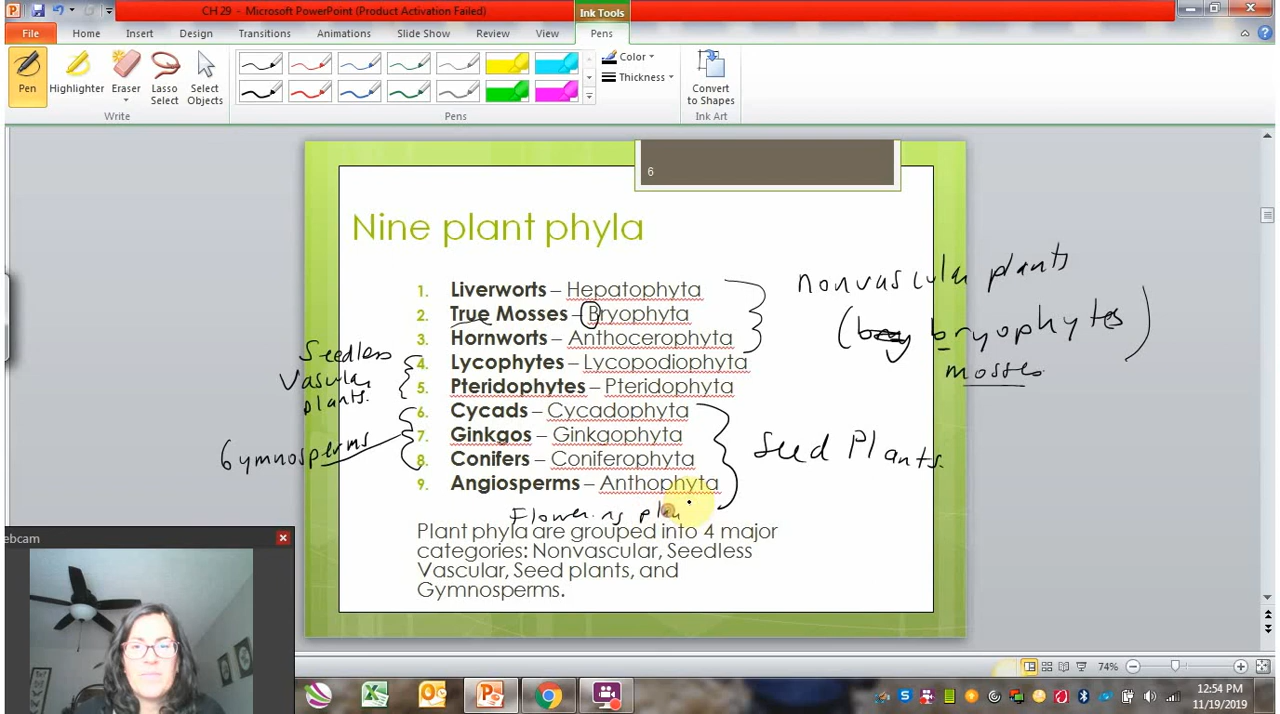 CH 29 - Microsoft PowerPoint (Product Activation Failed)
Ink Tools
File Home Insert Design Transitions Animations Slide Show Review View Pens
Pen
Highlighter
Eraser
Lasso Select
Select Objects
Color
Thickness
Convert to Shapes
Write
Pens
Ink Art
6
Nine plant phyla
1. Liverworts – Hepatophyta
2. True Mosses – Bryophyta
3. Hornworts – Anthocerophyta
4. Lycophytes – Lycopodiophyta
5. Pteridophytes – Pteridophyta
6. Cycads – Cycadophyta
7. Ginkgos – Ginkgophyta
8. Conifers – Coniferophyta
9. Angiosperms – Anthophyta
nonvascular plants
(bryophytes)
mosses
Seedless
Vascular
plants.
Gymnosperms
Seed Plants.
Flowering plan
Plant phyla are grouped into 4 major
categories: Nonvascular, Seedless
Vascular, Seed plants, and
Gymnosperms.
ebcam
74%
12:54 PM
11/19/2019